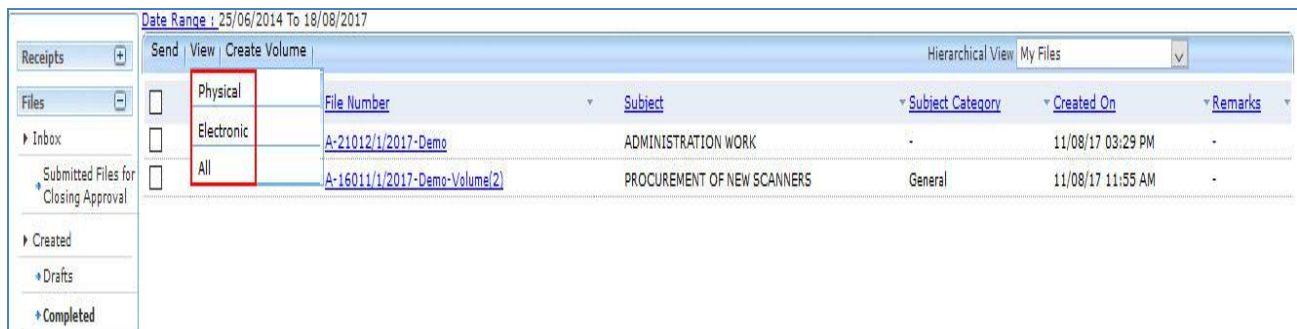 Date Range : 25/06/2014 To 18/08/2017
Receipts
Send View Create Volume
Hierarchical View My Files
Files
Physical
Electronic
All
File Number Subject Subject Category Created On Remarks
A-21012/1/2017-Demo ADMINISTRATION WORK - 11/08/17 03:29 PM -
A-16011/1/2017-Demo-Volume(2) PROCUREMENT OF NEW SCANNERS General 11/08/17 11:55 AM -
Inbox
Submitted Files for
Closing Approval
Created
Drafts
Completed